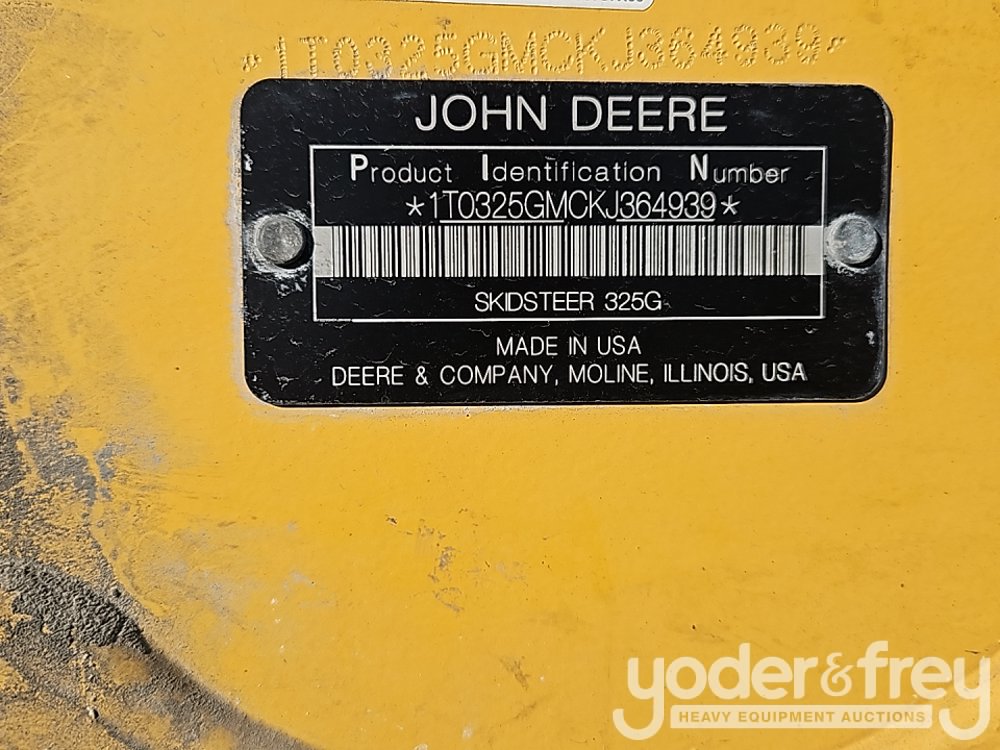 *1T0325GMCKJ364939*
JOHN DEERE
Product Identification Number
*1T0325GMCKJ364939*
SKIDSTEER 325G
MADE IN USA
DEERE & COMPANY, MOLINE, ILLINOIS, USA
yoder&frey
HEAVY EQUIPMENT AUCTIONS